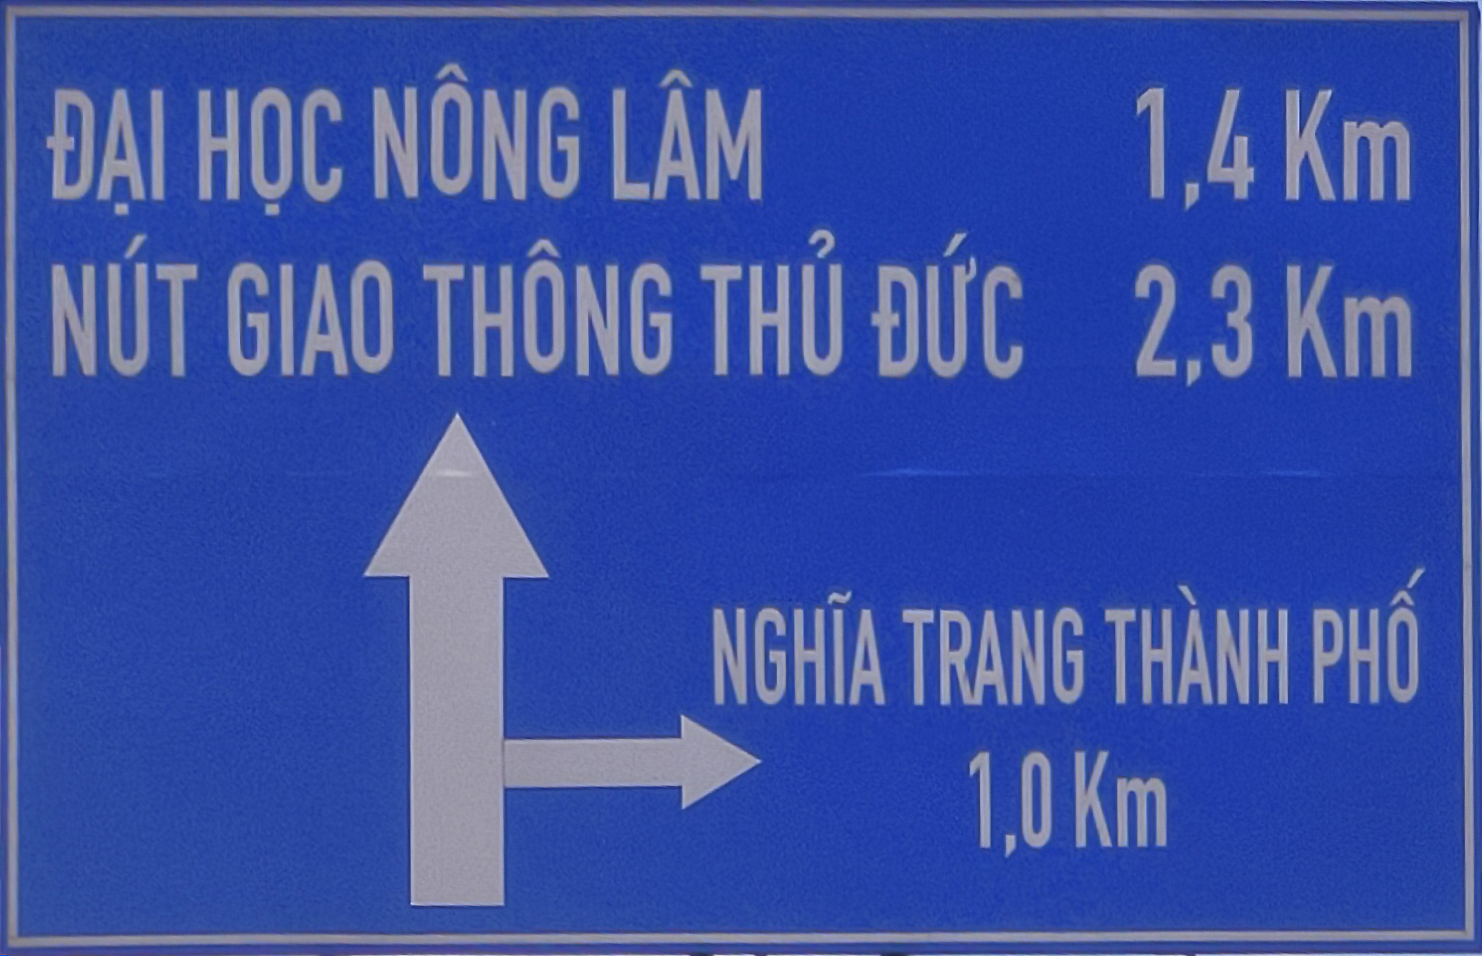 ĐẠI HỌC NÔNG LÂM 1,4 Km
NÚT GIAO THÔNG THỦ ĐỨC 2,3 Km
NGHĨA TRANG THÀNH PHỐ
1,0 Km